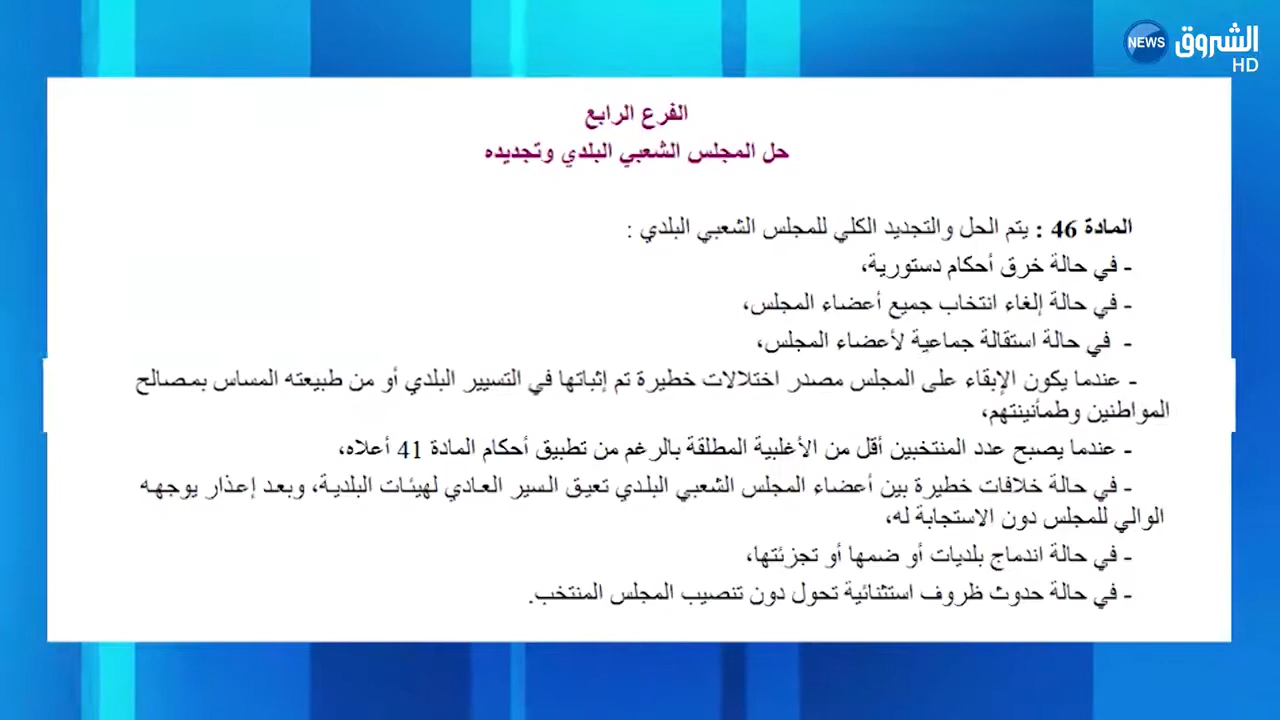 الشروق
NEWS
HD
الفرع الرابع
حل المجلس الشعبي البلدي وتجديده
المادة 46 : يتم الحل والتجديد الكلي للمجلس الشعبي البلدي :
- في حالة خرق أحكام دستورية،
- في حالة إلغاء انتخاب جميع أعضاء المجلس،
- في حالة استقالة جماعية لأعضاء المجلس،
- عندما يكون الإبقاء على المجلس مصدر اختلالات خطيرة تم إثباتها في التسيير البلدي أو من طبيعته المساس بمصالح
المواطنين وطمأنينتهم،
- عندما يصبح عدد المنتخبين أقل من الأغلبية المطلقة بالرغم من تطبيق أحكام المادة 41 أعلاه،
- في حالة خلافات خطيرة بين أعضاء المجلس الشعبي البلدي تعيق السير العادي لهيئات البلدية، وبعد إعذار يوجهه
الوالي للمجلس دون الاستجابة له،
- في حالة اندماج بلديات أو ضمها أو تجزئتها،
- في حالة حدوث ظروف استثنائية تحول دون تنصيب المجلس المنتخب.